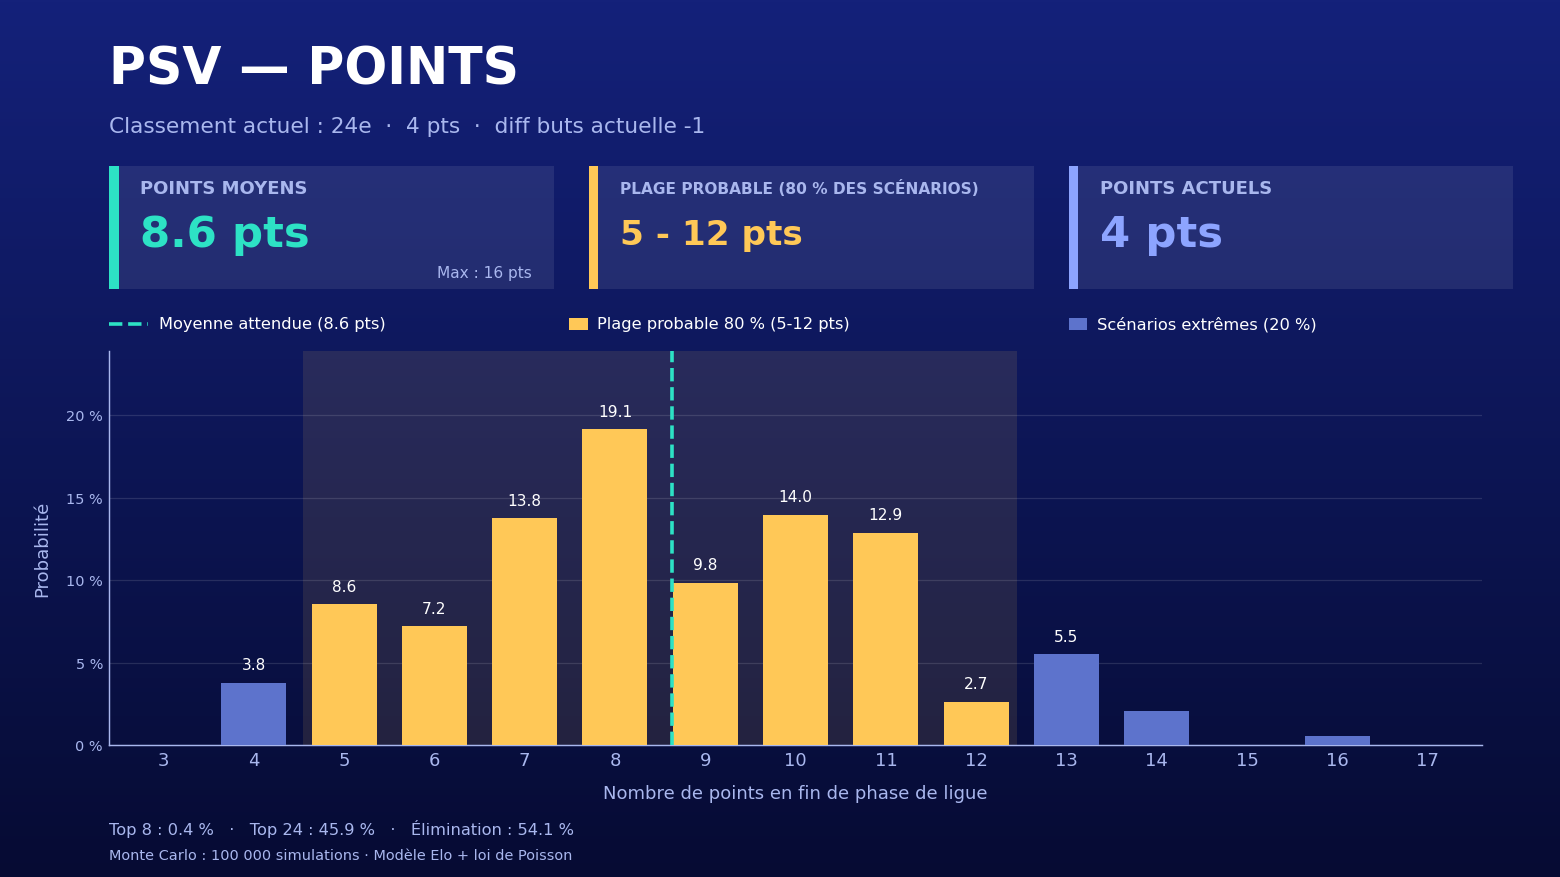 PSV — POINTS
Classement actuel : 24e · 4 pts · diff buts actuelle -1
POINTS MOYENS
8.6 pts
Max : 16 pts
PLAGE PROBABLE (80 % DES SCÉNARIOS)
5 - 12 pts
POINTS ACTUELS
4 pts
Moyenne attendue (8.6 pts)
Plage probable 80 % (5-12 pts)
Scénarios extrêmes (20 %)
Probabilité
20 %
15 %
10 %
5 %
0 %
3.8
8.6
7.2
13.8
19.1
9.8
14.0
12.9
2.7
5.5
3 4 5 6 7 8 9 10 11 12 13 14 15 16 17
Nombre de points en fin de phase de ligue
Top 8 : 0.4 % · Top 24 : 45.9 % · Élimination : 54.1 %
Monte Carlo : 100 000 simulations · Modèle Elo + loi de Poisson